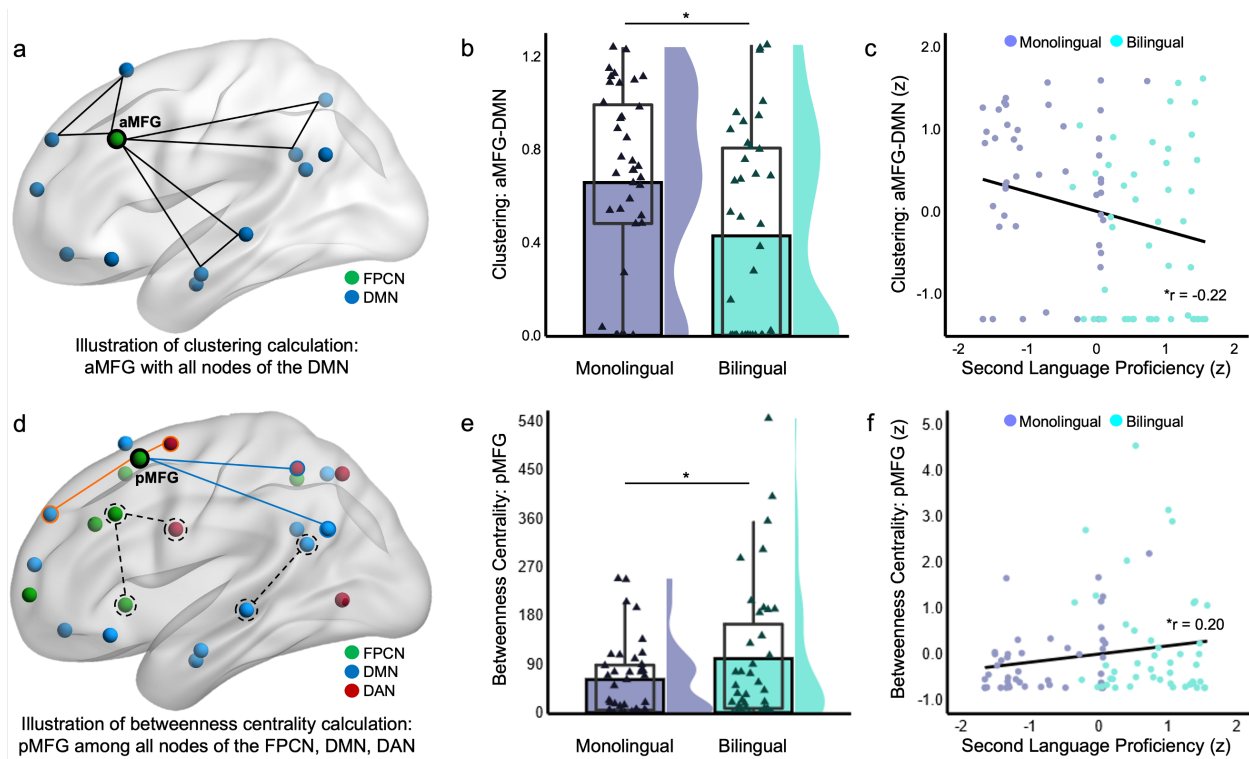 a
aMFG
FPCN
DMN
Illustration of clustering calculation:
aMFG with all nodes of the DMN
b
*
Clustering: aMFG-DMN
1.2
0.8
0.4
0.0
Monolingual
Bilingual
c
Monolingual
Bilingual
Clustering: aMFG-DMN (z)
2.0
1.0
0.0
-1.0
*r = -0.22
-2
-1
0
1
2
Second Language Proficiency (z)
d
pMFG
FPCN
DMN
DAN
Illustration of betweenness centrality calculation:
pMFG among all nodes of the FPCN, DMN, DAN
e
*
Betweenness Centrality: pMFG
540
450
360
270
180
90
0
Monolingual
Bilingual
f
Monolingual
Bilingual
Betweenness Centrality: pMFG (z)
5.0
4.0
3.0
2.0
1.0
0.0
-1.0
*r = 0.20
-2
-1
0
1
2
Second Language Proficiency (z)